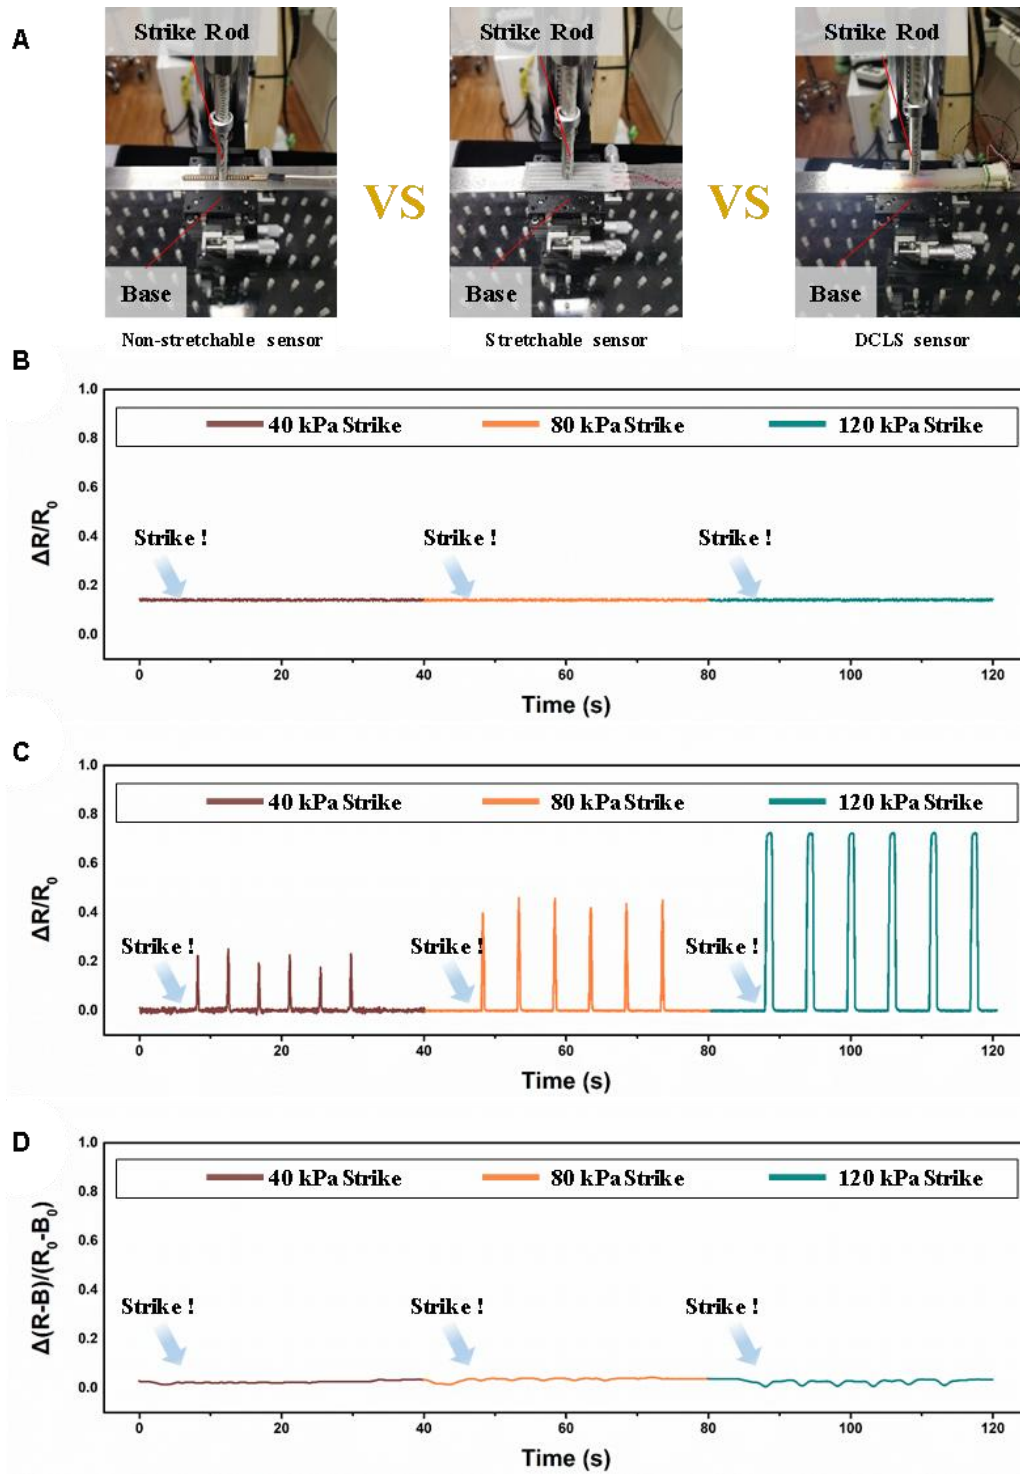 A
Strike Rod
Strike Rod
Strike Rod
VS
VS
Base
Base
Base
Non-stretchable sensor
Stretchable sensor
DCLS sensor
B
1.0
40 kPa Strike
80 kPa Strike
120 kPa Strike
0.8
0.6
ΔR/R₀
0.4
Strike !
Strike !
Strike !
0.2
0.0
0
20
40
60
80
100
120
Time (s)
C
1.0
40 kPa Strike
80 kPa Strike
120 kPa Strike
0.8
0.6
ΔR/R₀
0.4
Strike !
Strike !
Strike !
0.2
0.0
0
20
40
60
80
100
120
Time (s)
D
1.0
40 kPa Strike
80 kPa Strike
120 kPa Strike
0.8
0.6
Δ(R-B)/(R₀-B₀)
0.4
Strike !
Strike !
Strike !
0.2
0.0
0
20
40
60
80
100
120
Time (s)